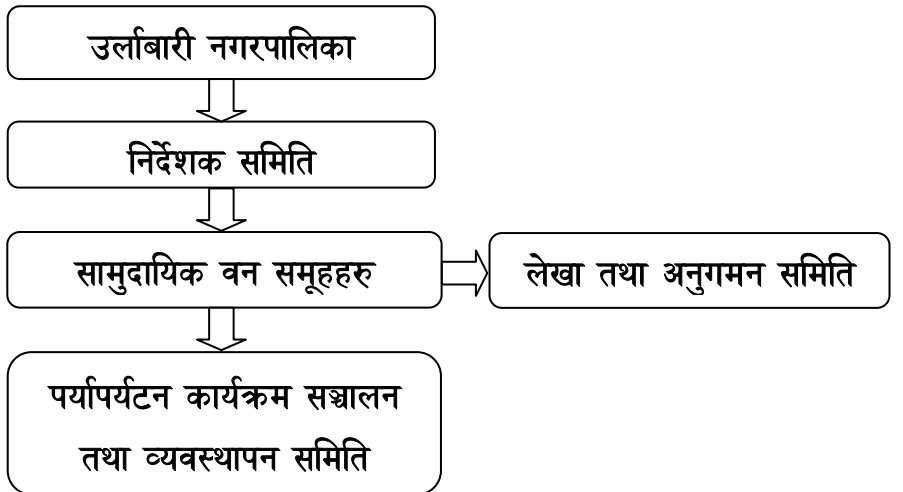 उर्लाबारी नगरपालिका
निर्देशक समिति
सामुदायिक वन समूहहरु
लेखा तथा अनुगमन समिति
पर्यापर्यटन कार्यक्रम सञ्चालन
तथा व्यवस्थापन समिति